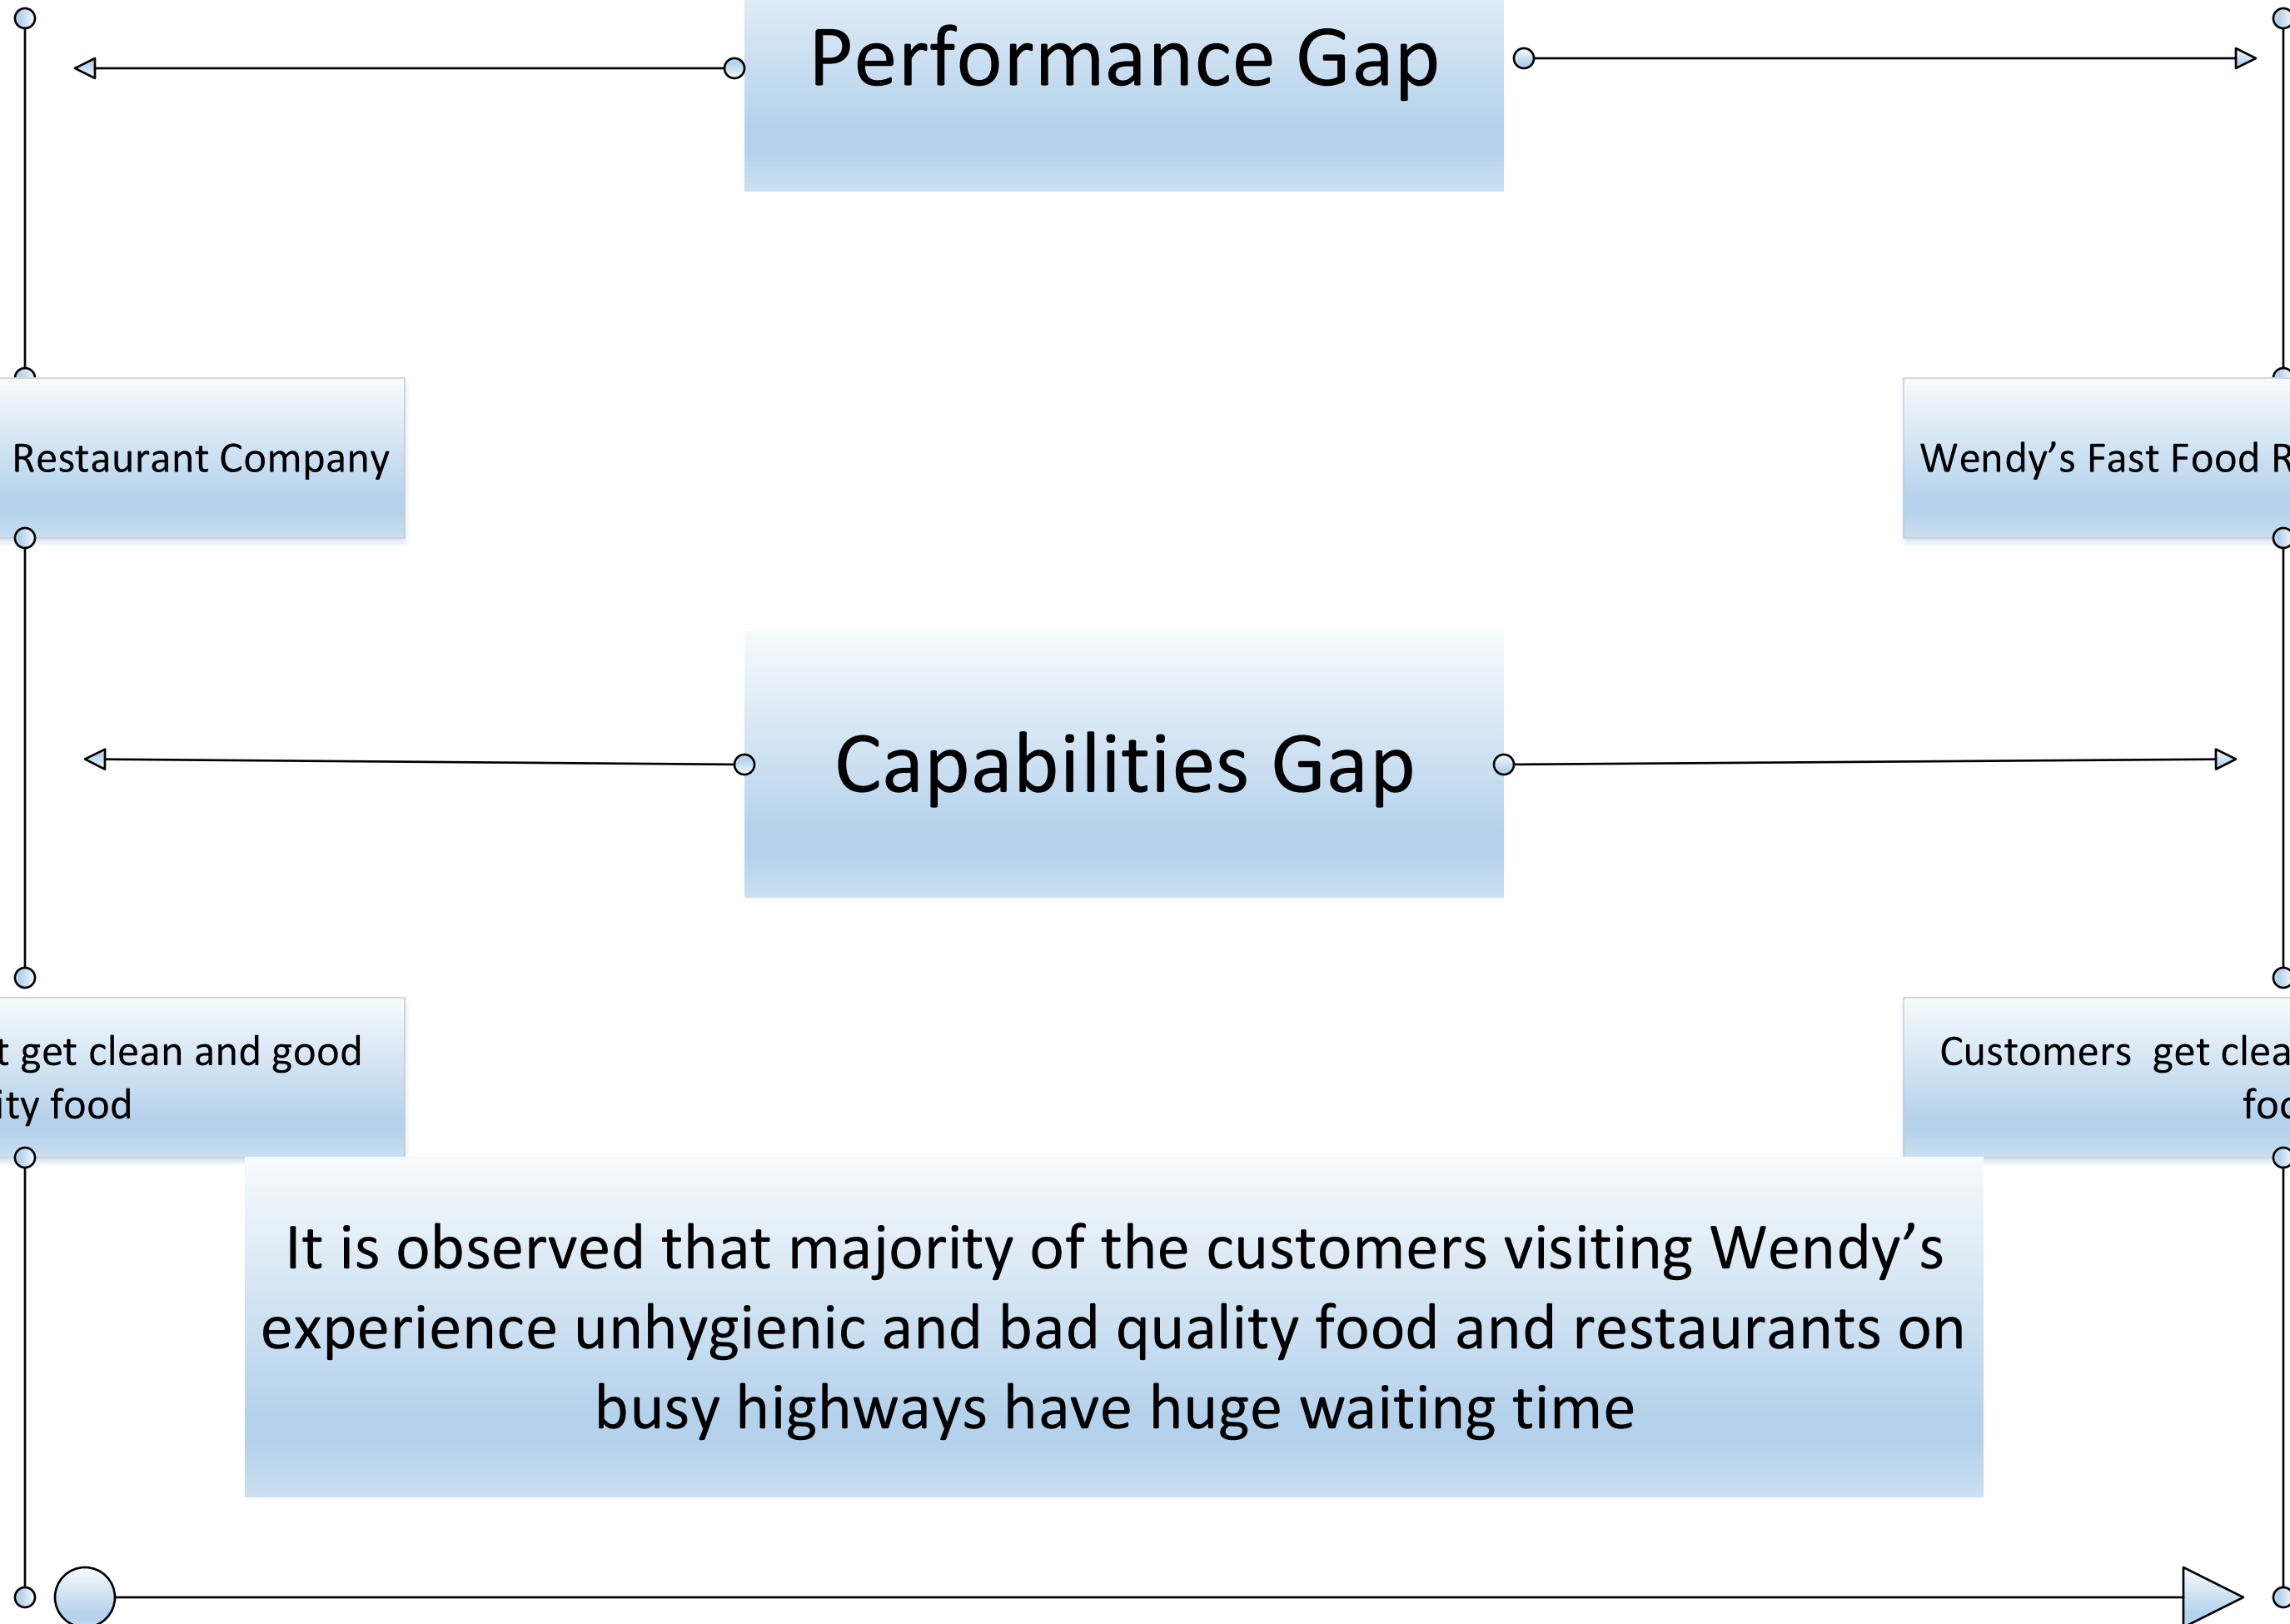 Performance Gap
Restaurant Company
Wendy’s Fast Food
Capabilities Gap
get clean and good
food
Customers get
It is observed that majority of the customers visiting Wendy’s
experience unhygienic and bad quality food and restaurants on
busy highways have huge waiting time